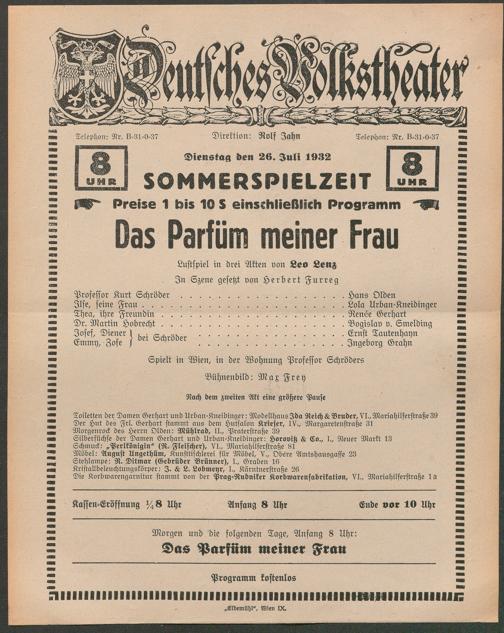 Deutsches Volkstheater
Telephon: Nr. B-31-0-37 Direktion: Rolf Jahn Telephon: Nr. B-31-0-37
8 UHR Dienstag den 26. Juli 1932 8 UHR
SOMMERSPIELZEIT
Preise 1 bis 10 S einschließlich Programm
Das Parfüm meiner Frau
Lustspiel in drei Akten von Leo Lenz
In Szene gesetzt von Herbert Furreg
Professor Kurt Schröder . . . Hans Olden
Ilse, seine Frau . . . Lola Urban-Kneidinger
Thea, ihre Freundin . . . Renée Gerhart
Dr. Martin Hobrecht . . . Bogislav v. Smelding
Josef, Diener } bei Schröder . . . Ernst Tautenhayn
Emmy, Zofe } . . . Ingeborg Grahn
Spielt in Wien, in der Wohnung Professor Schröders
Bühnenbild: Max Frey
Nach dem zweiten Akt eine größere Pause
Toiletten der Damen Gerhart und Urban-Kneidinger: Modellhaus Ida Reich & Bruder, VI., Mariahilferstraße 39
Der Hut des Frl. Gerhart stammt aus dem Hutsalon Krieser, IV., Margaretenstraße 31
Morgenrock des Herrn Olden: Mühlrad, II., Praterstraße 39
Silberfüchse der Damen Gerhart und Urban-Kneidinger: Horovitz & Co., I., Neuer Markt 13
Schmuck: „Perlkönigin" (R. Fleischer), VI., Mariahilferstraße 81
Möbel: August Ungethüm, Kunsttischlerei für Möbel, V., Obere Amtshausgasse 23
Stehlampe: R. Ditmar (Gebrüder Brünner), I., Graben 16
Kristallbeleuchtungskörper: J. & L. Lobmeyr, I., Kärntnerstraße 26
Die Korbwarengarnitur stammt von der Prag-Rudniker Korbwarenfabrikation, VI., Mariahilferstraße 1a
Kassen-Eröffnung ¼8 Uhr Anfang 8 Uhr Ende vor 10 Uhr
Morgen und die folgenden Tage, Anfang 8 Uhr:
Das Parfüm meiner Frau
Programm kostenlos
„Eldemühl", Wien IX.